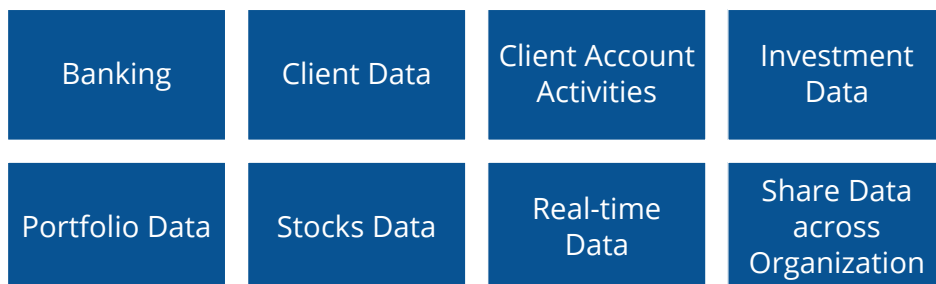 Banking
Client Data
Client Account
Activities
Investment
Data
Portfolio Data
Stocks Data
Real-time
Data
Share Data
across
Organization